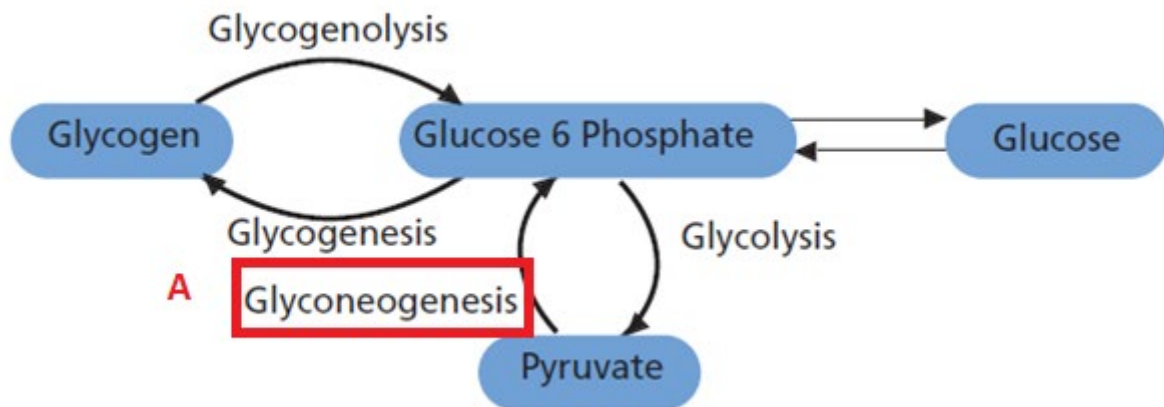 Glycogenolysis
Glycogen
Glucose 6 Phosphate
Glucose
Glycogenesis
Glycolysis
A
Glyconeogenesis
Pyruvate